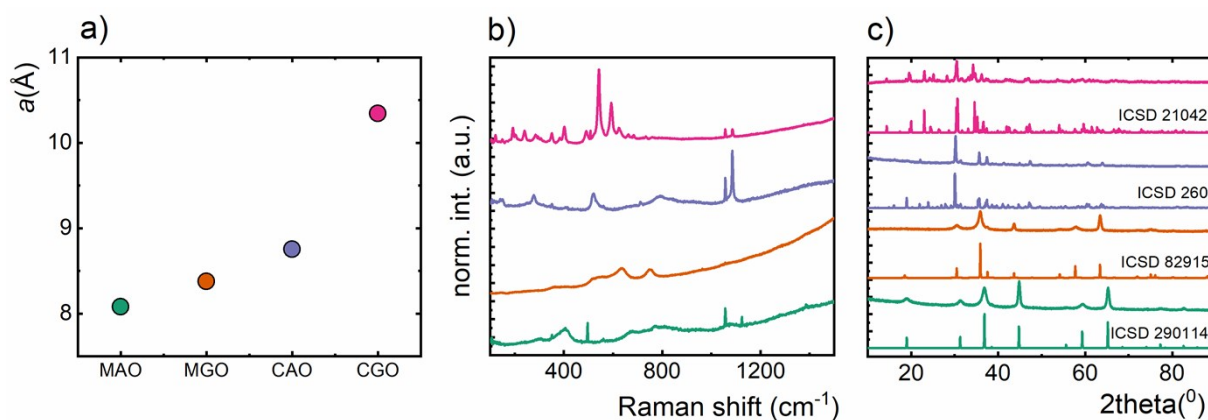 a)
a(Å)
11
10
9
8
MAO
MGO
CAO
CGO
b)
norm. int. (a.u.)
400
800
1200
Raman shift (cm⁻¹)
c)
ICSD 21042
ICSD 260
ICSD 82915
ICSD 290114
20
40
60
80
2theta(⁰)